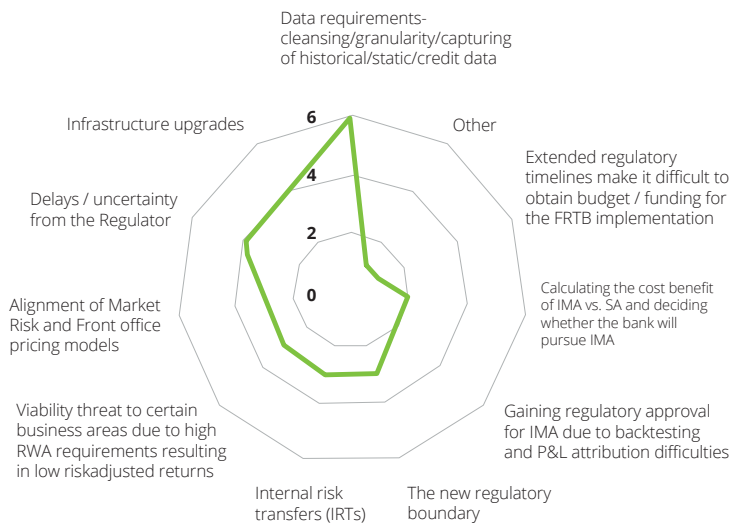 Data requirements-
cleansing/granularity/capturing
of historical/static/credit data
Other
Extended regulatory
timelines make it difficult to
obtain budget / funding for
the FRTB implementation
Calculating the cost benefit
of IMA vs. SA and deciding
whether the bank will
pursue IMA
Gaining regulatory approval
for IMA due to backtesting
and P&L attribution difficulties
The new regulatory
boundary
Internal risk
transfers (IRTs)
Viability threat to certain
business areas due to high
RWA requirements resulting
in low riskadjusted returns
Alignment of Market
Risk and Front office
pricing models
Delays / uncertainty
from the Regulator
Infrastructure upgrades
6
4
2
0